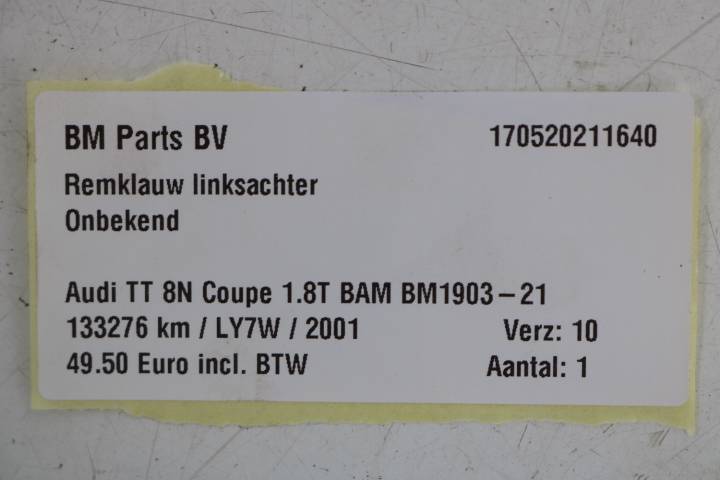 BM Parts BV 170520211640
Remklauw linksachter
Onbekend
Audi TT 8N Coupe 1.8T BAM BM1903-21
133276 km / LY7W / 2001 Verz: 10
49.50 Euro incl. BTW Aantal: 1